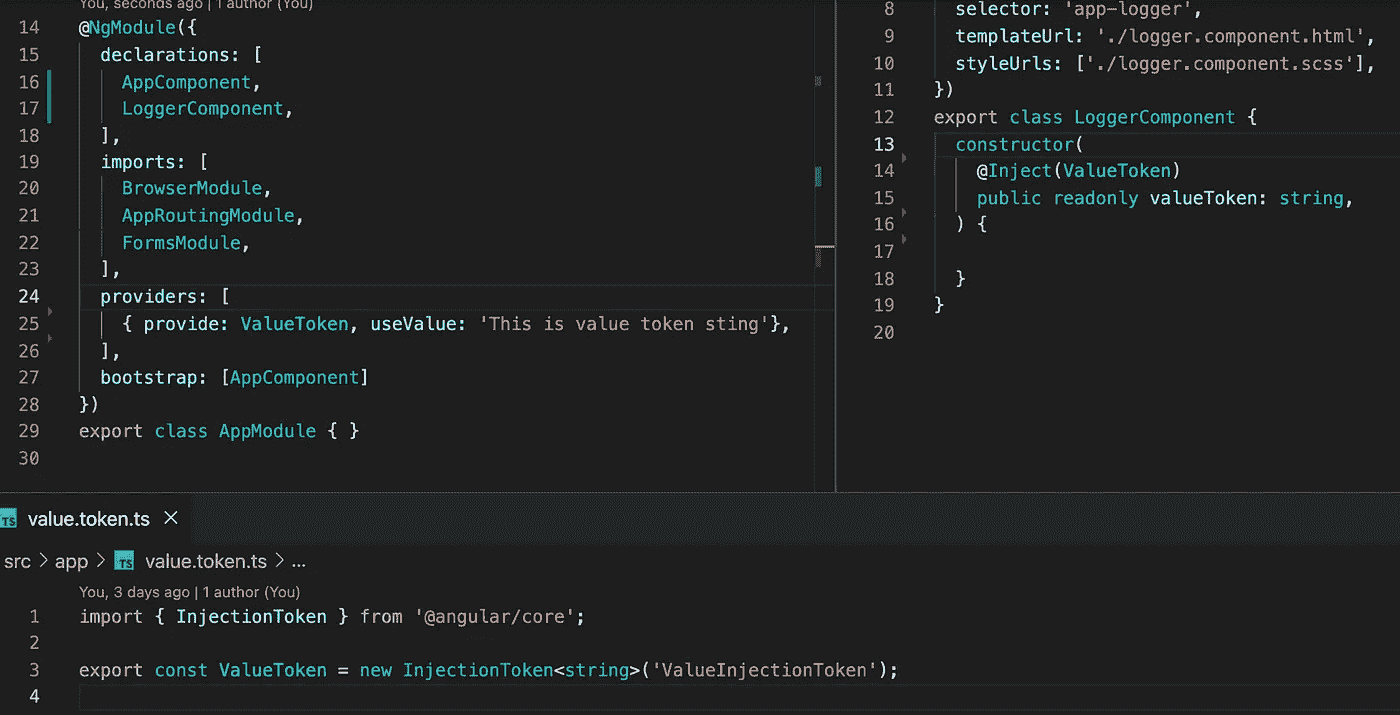 You, seconds ago | 1 author (You)
14 @NgModule({
15 declarations: [
16 AppComponent,
17 LoggerComponent,
18 ],
19 imports: [
20 BrowserModule,
21 AppRoutingModule,
22 FormsModule,
23 ],
24 providers: [
25 { provide: ValueToken, useValue: 'This is value token sting'},
26 ],
27 bootstrap: [AppComponent]
28 })
29 export class AppModule { }
30
8 selector: 'app-logger',
9 templateUrl: './logger.component.html',
10 styleUrls: ['./logger.component.scss'],
11 })
12 export class LoggerComponent {
13 constructor(
14 @Inject(ValueToken)
15 public readonly valueToken: string,
16 ) {
17
18 }
19 }
20
TS value.token.ts ×
src > app > TS value.token.ts > ...
You, 3 days ago | 1 author (You)
1 import { InjectionToken } from '@angular/core';
2
3 export const ValueToken = new InjectionToken<string>('ValueInjectionToken');
4